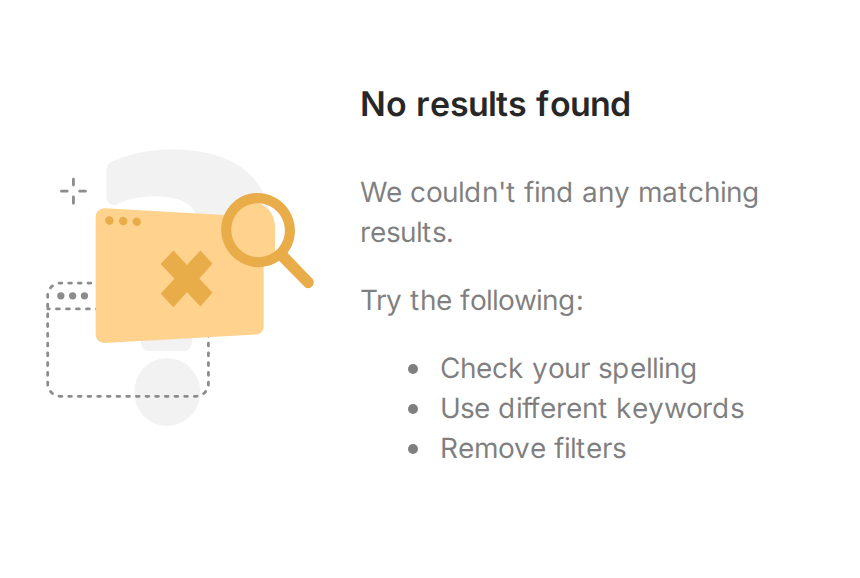 No results found
We couldn't find any matching
results.
Try the following:
Check your spelling
Use different keywords
Remove filters